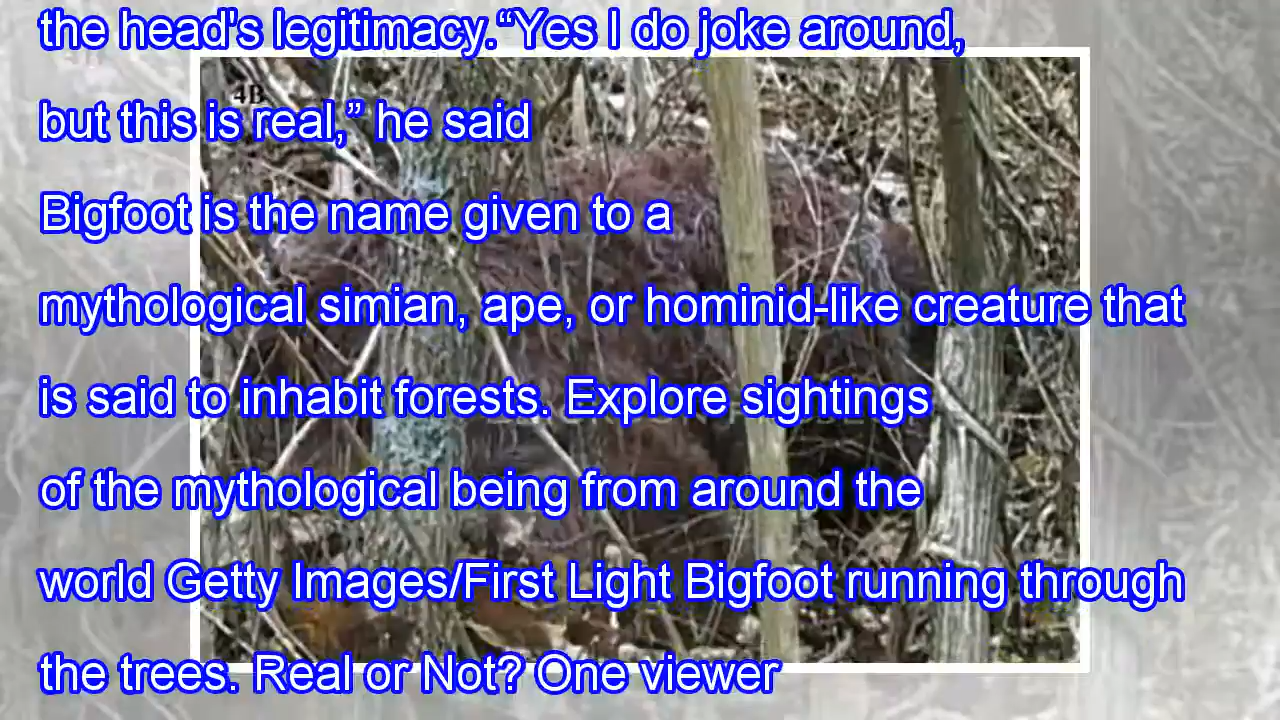 the head's legitimacy.“Yes I do joke around,
4B
but this is real,” he said
Bigfoot is the name given to a
mythological simian, ape, or hominid-like creature that
is said to inhabit forests. Explore sightings
of the mythological being from around the
world Getty Images/First Light Bigfoot running through
the trees. Real or Not? One viewer